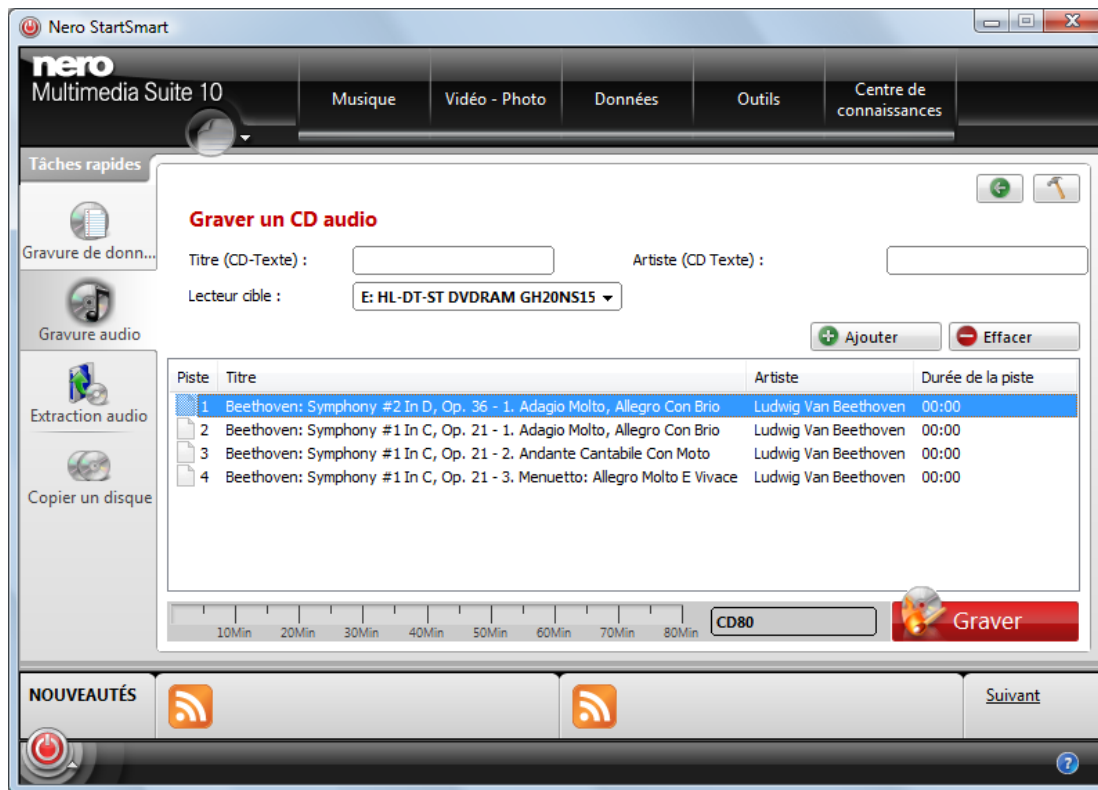 Nero StartSmart
nero
Multimedia Suite 10
Musique
Vidéo - Photo
Données
Outils
Centre de
connaissances
Tâches rapides
Gravure de donn...
Gravure audio
Extraction audio
Copier un disque
Graver un CD audio
Titre (CD-Texte) :
Artiste (CD Texte) :
Lecteur cible :
E: HL-DT-ST DVDRAM GH20NS15
Ajouter
Effacer
Piste Titre Artiste Durée de la piste
1 Beethoven: Symphony #2 In D, Op. 36 - 1. Adagio Molto, Allegro Con Brio Ludwig Van Beethoven 00:00
2 Beethoven: Symphony #1 In C, Op. 21 - 1. Adagio Molto, Allegro Con Brio Ludwig Van Beethoven 00:00
3 Beethoven: Symphony #1 In C, Op. 21 - 2. Andante Cantabile Con Moto Ludwig Van Beethoven 00:00
4 Beethoven: Symphony #1 In C, Op. 21 - 3. Menuetto: Allegro Molto E Vivace Ludwig Van Beethoven 00:00
10Min 20Min 30Min 40Min 50Min 60Min 70Min 80Min
CD80
Graver
NOUVEAUTÉS
Suivant
?